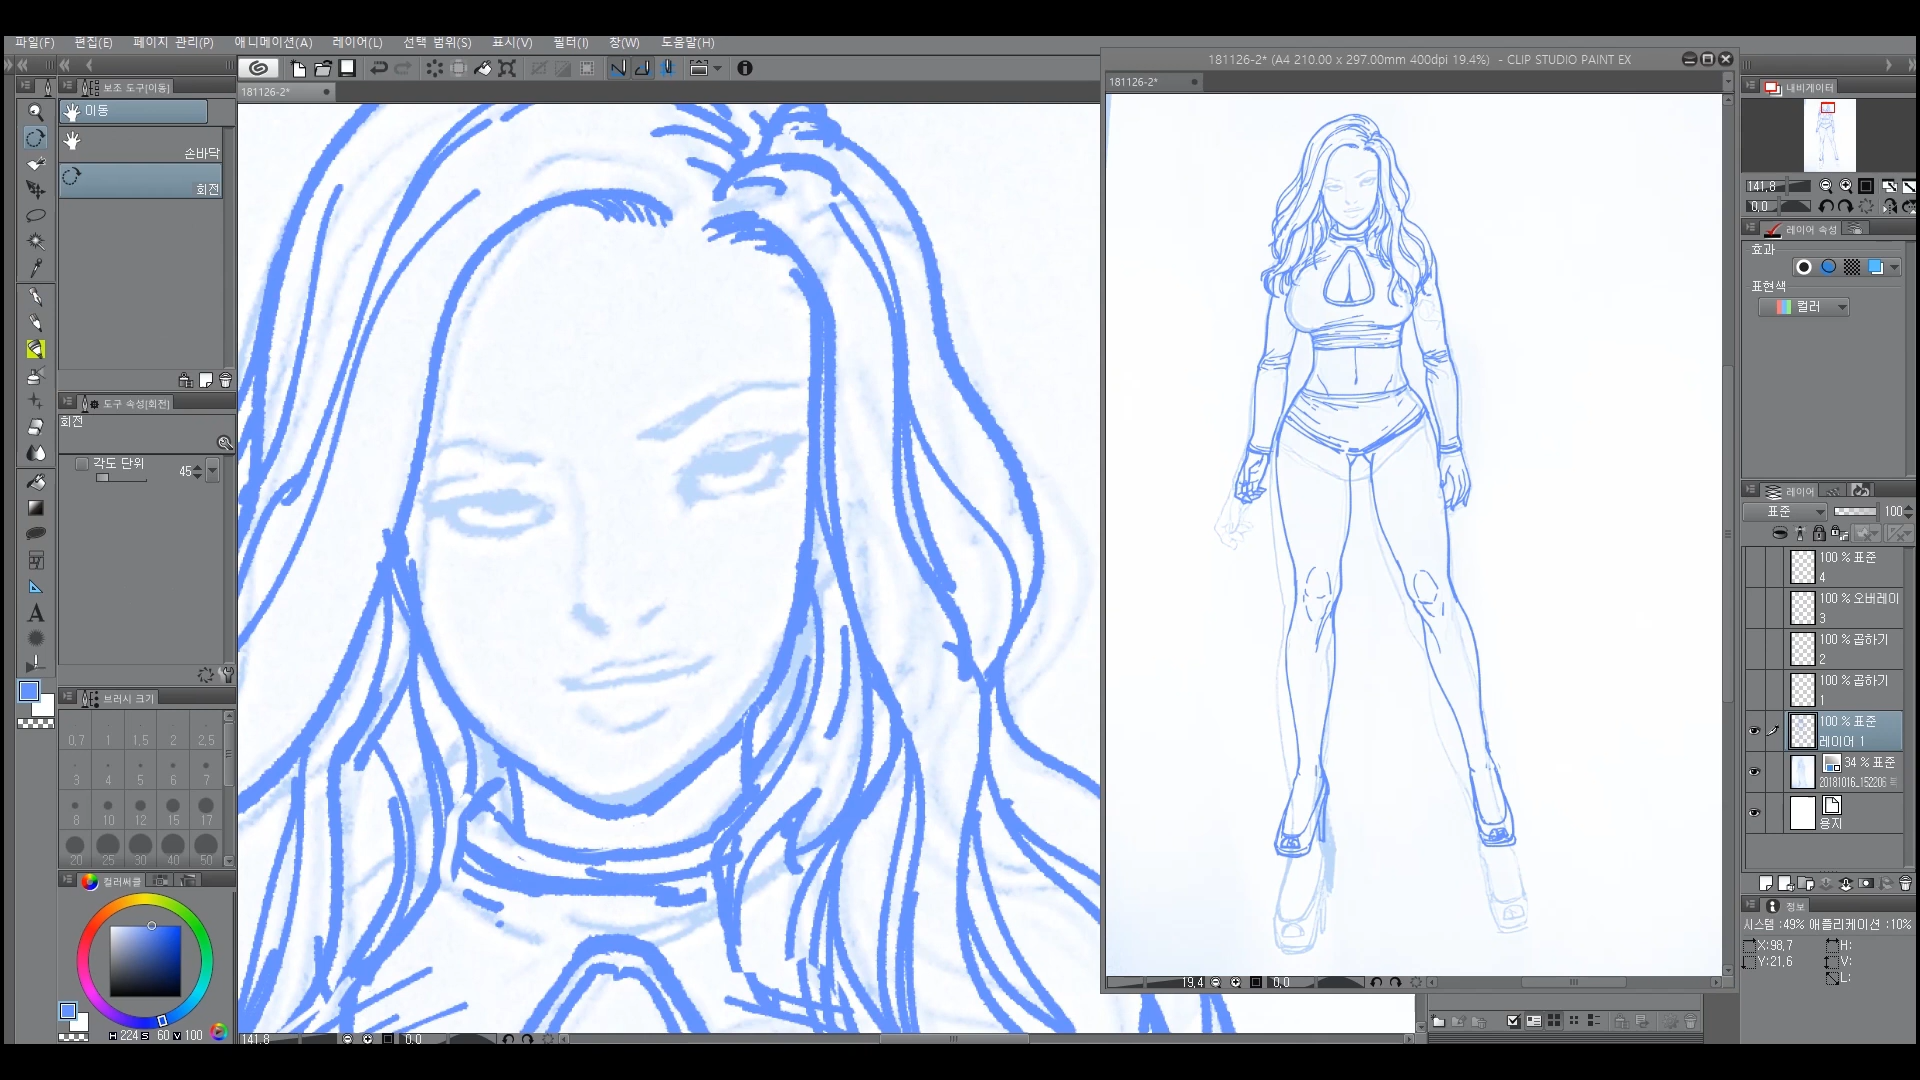 파일(F) 편집(E) 페이지 관리(P) 애니메이션(A) 레이어(L) 선택 범위(S) 표시(V) 필터(I) 창(W) 도움말(H)
181126-2* (A4 210.00 x 297.00mm 400dpi 19.4%) - CLIP STUDIO PAINT EX
181126-2*
181126-2*
보조 도구[이동]
이동
손바닥
회전
도구 속성[회전]
회전
각도 단위 45
브러시 크기
0.7 1 1.5 2 2.5
3 4 5 6 7
8 10 12 15 17
20 25 30 40 50
컬러써클
H 224 S 60 V 100
141.8 0.0
19.4 0.0
내비게이터
141.8
0.0
레이어 속성
효과
표현색
컬러
레이어
표준 100
100 % 표준
4
100 % 오버레이
3
100 % 곱하기
2
100 % 곱하기
1
100 % 표준
레이어 1
34 % 표준
20181016_152206
용지
정보
시스템 :49% 애플리케이션 :10%
X:98.7 H:
Y:21.6 V:
L: